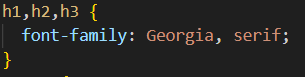 h1,h2,h3 {
  font-family: Georgia, serif;
}